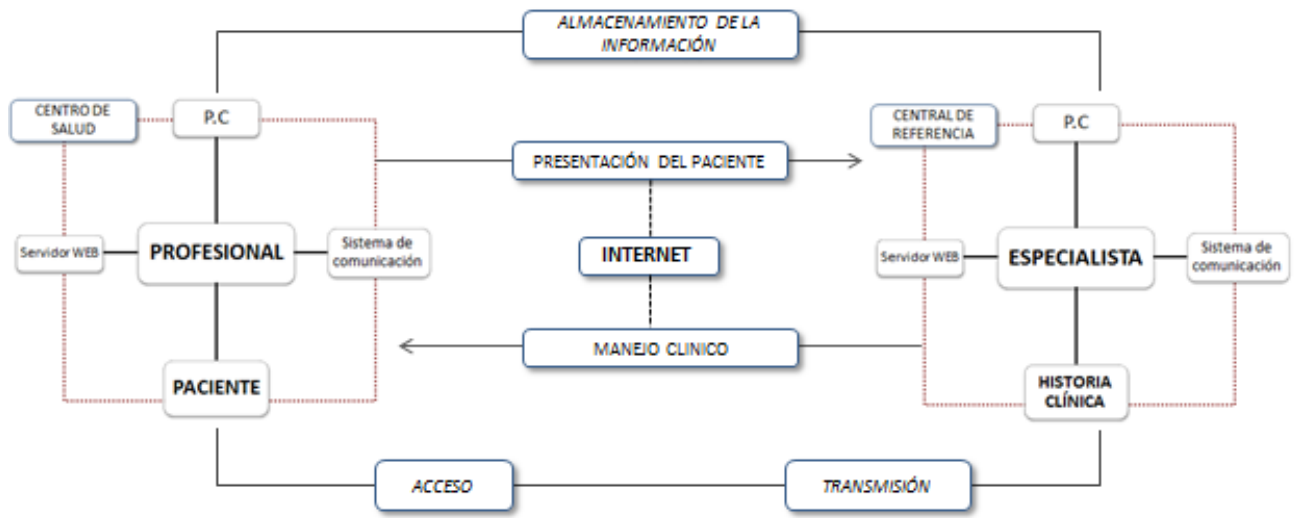 ALMACENAMIENTO DE LA
INFORMACIÓN
CENTRO DE
SALUD
P.C
CENTRAL DE
REFERENCIA
P.C
PRESENTACIÓN DEL PACIENTE
Servidor WEB
PROFESIONAL
Sistema de
comunicación
INTERNET
Servidor WEB
ESPECIALISTA
Sistema de
comunicación
MANEJO CLINICO
PACIENTE
HISTORIA
CLÍNICA
ACCESO
TRANSMISIÓN